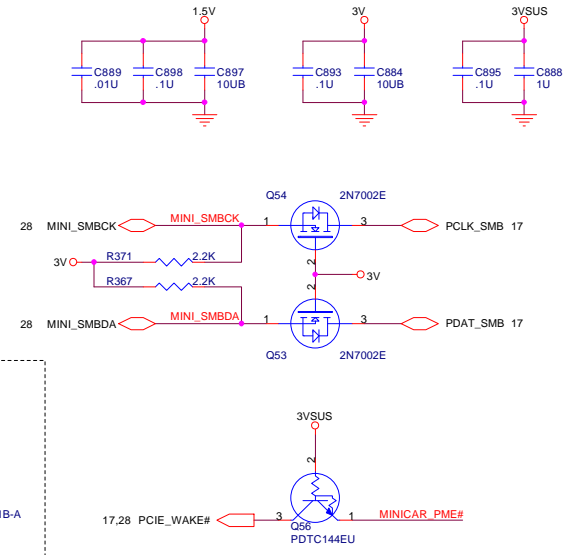 1.5V
3V
3VSUS
C889
.01U
C898
.1U
C897
10UB
C893
.1U
C884
10UB
C895
.1U
C888
1U
Q54
2N7002E
28 MINI_SMBCK
MINI_SMBCK
1
3
PCLK_SMB 17
2
R371
2.2K
3V
3V
R367
2.2K
2
28 MINI_SMBDA
MINI_SMBDA
1
3
PDAT_SMB 17
Q53
2N7002E
3VSUS
2
17,28 PCIE_WAKE#
3
1
MINICAR_PME#
Q56
PDTC144EU